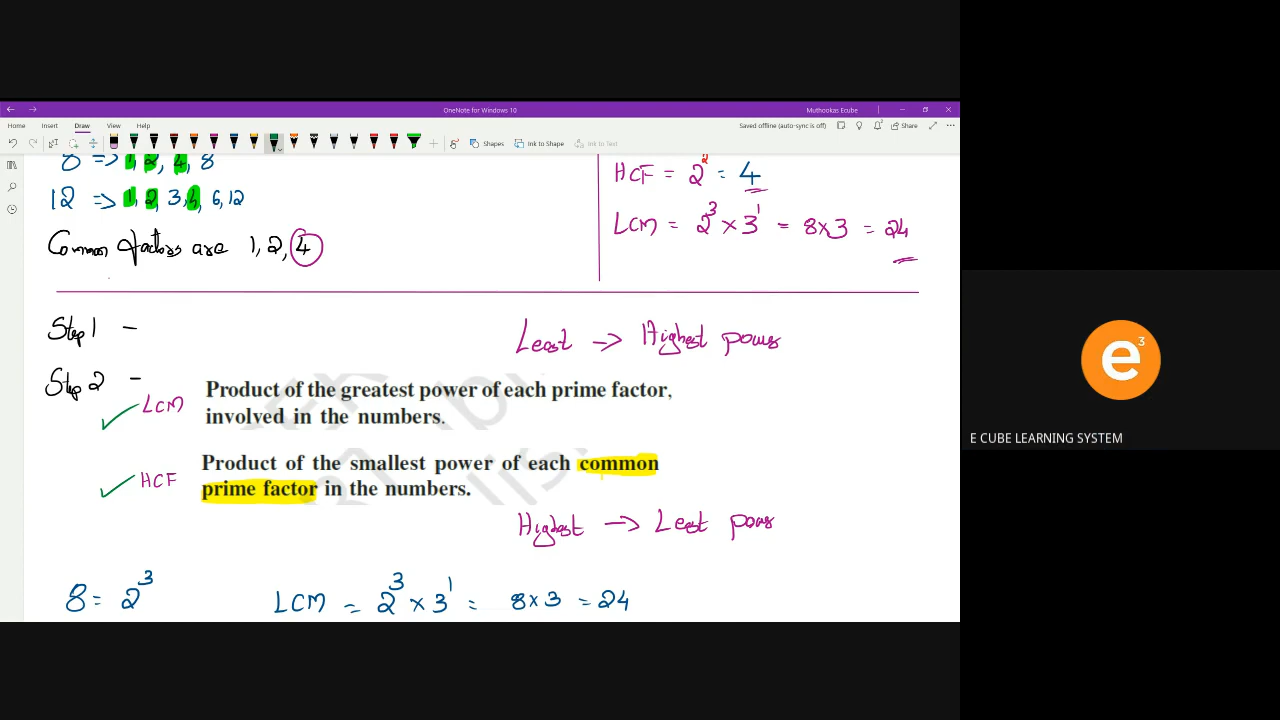 OneNote for Windows 10
Muthookas Ecube
Home Insert Draw View Help
Saved offline (auto-sync is off) Share
Shapes Ink to Shape Ink to Text
8 => 1, 2, 4, 8
12 => 1, 2, 3, 4, 6, 12
Common factors are 1, 2, 4
HCF = 2² = 4
LCM = 2³ × 3¹ = 8×3 = 24
Step 1 -
Least -> Highest power
Step 2 -
LCM Product of the greatest power of each prime factor,
involved in the numbers.
HCF Product of the smallest power of each common
prime factor in the numbers.
Highest -> Least power
8 = 2³ LCM = 2³ × 3¹ = 8×3 = 24
e³
E CUBE LEARNING SYSTEM